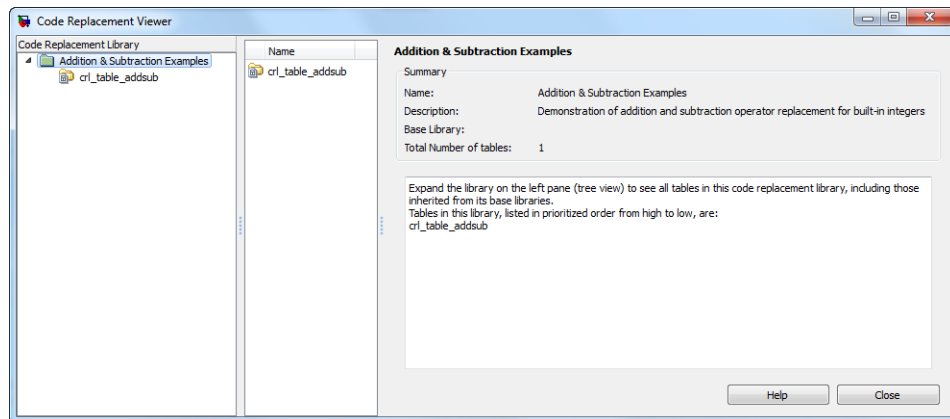 Code Replacement Viewer
Code Replacement Library
Addition & Subtraction Examples
crl_table_addsub
Name
crl_table_addsub
Addition & Subtraction Examples
Summary
Name: Addition & Subtraction Examples
Description: Demonstration of addition and subtraction operator replacement for built-in integers
Base Library:
Total Number of tables: 1
Expand the library on the left pane (tree view) to see all tables in this code replacement library, including those
inherited from its base libraries.
Tables in this library, listed in prioritized order from high to low, are:
crl_table_addsub
Help Close